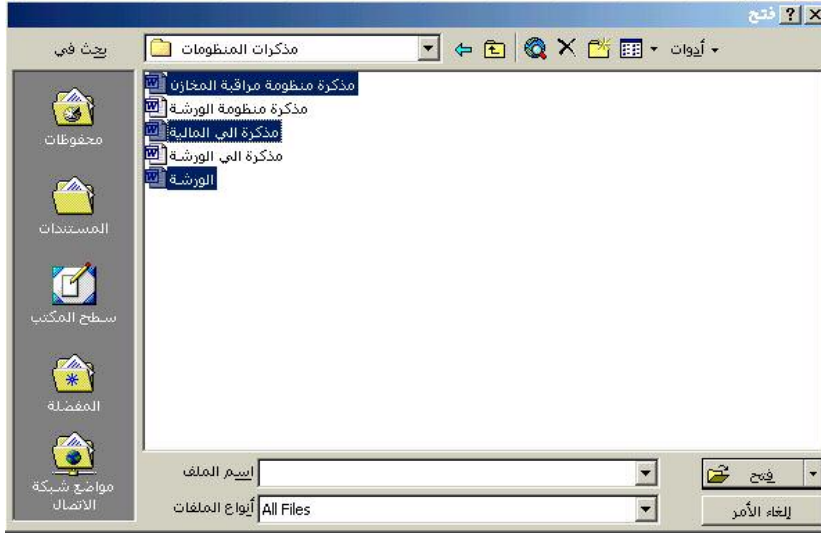 فتح
بحث في
مذكرات المنظومات
أدوات
مذكرة منظومة مراقبة المخازن
مذكرة منظومة الورشة
مذكرة الي المالية
مذكرة الي الورشة
الورشة
محفوظات
المستندات
سطح المكتب
المفضلة
مواضع شبكة
الاتصال
اسم الملف
فتح
أنواع الملفات
All Files
إلغاء الأمر